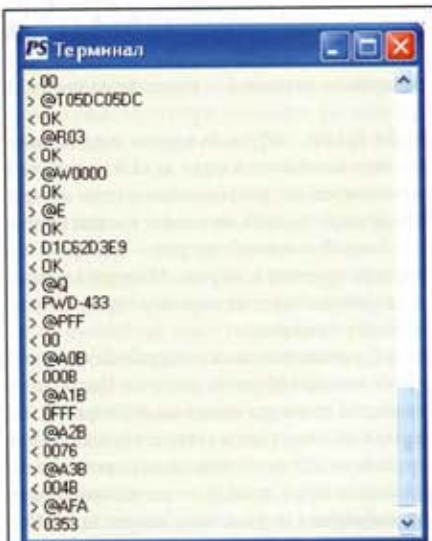 PS Терминал
< 00
> @T05DC05DC
< OK
> @R03
< OK
> @W0000
< OK
> @E
< OK
> D1C62D3E9
< OK
> @Q
< PWD-433
> @PFF
< 00
> @A0B
< 000B
> @A1B
< 0FFF
> @A2B
< 0076
> @A3B
< 004B
> @AFA
< 0353